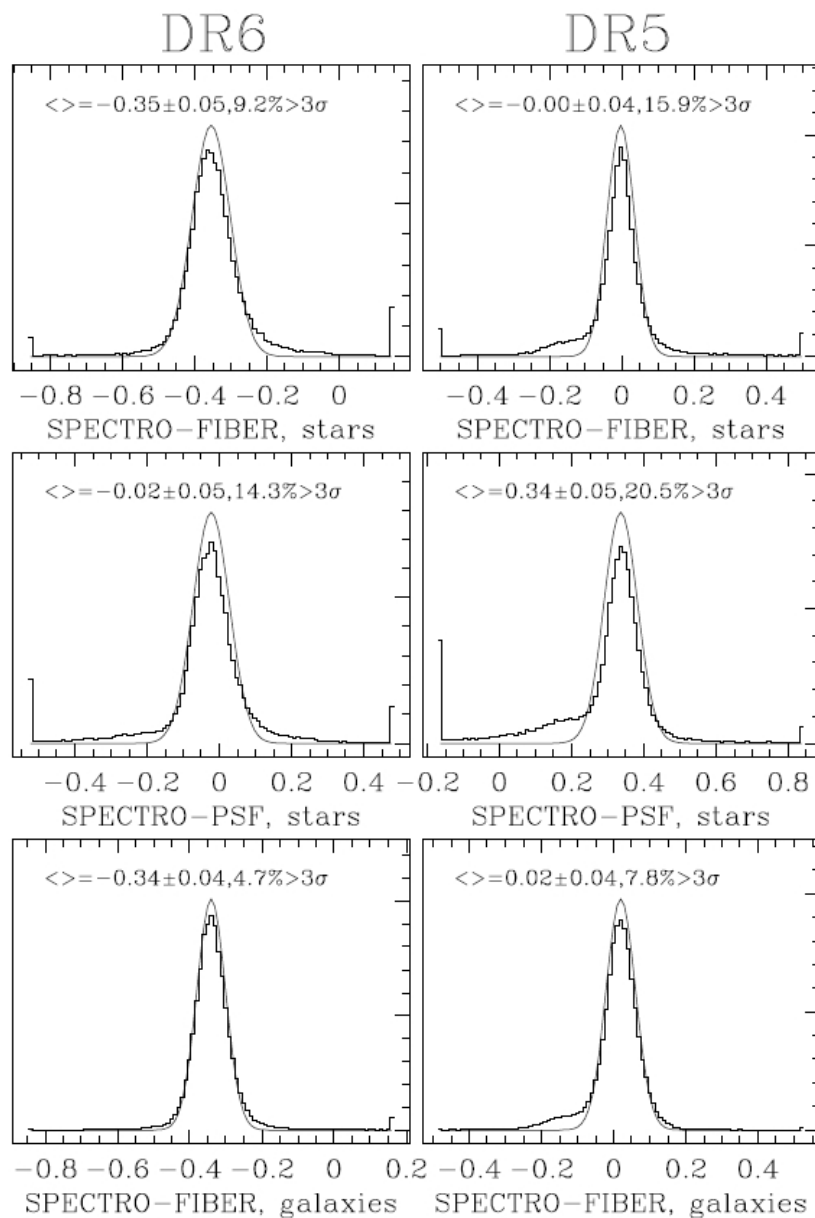 DR6 DR5
<>=−0.35±0.05,9.2%>3σ <>=−0.00±0.04,15.9%>3σ
−0.8 −0.6 −0.4 −0.2 0 −0.4 −0.2 0 0.2 0.4
SPECTRO−FIBER, stars SPECTRO−FIBER, stars
<>=−0.02±0.05,14.3%>3σ <>=0.34±0.05,20.5%>3σ
−0.4 −0.2 0 0.2 0.4 −0.2 0 0.2 0.4 0.6 0.8
SPECTRO−PSF, stars SPECTRO−PSF, stars
<>=−0.34±0.04,4.7%>3σ <>=0.02±0.04,7.8%>3σ
−0.8 −0.6 −0.4 −0.2 0 0.2 −0.4 −0.2 0 0.2 0.4
SPECTRO−FIBER, galaxies SPECTRO−FIBER, galaxies